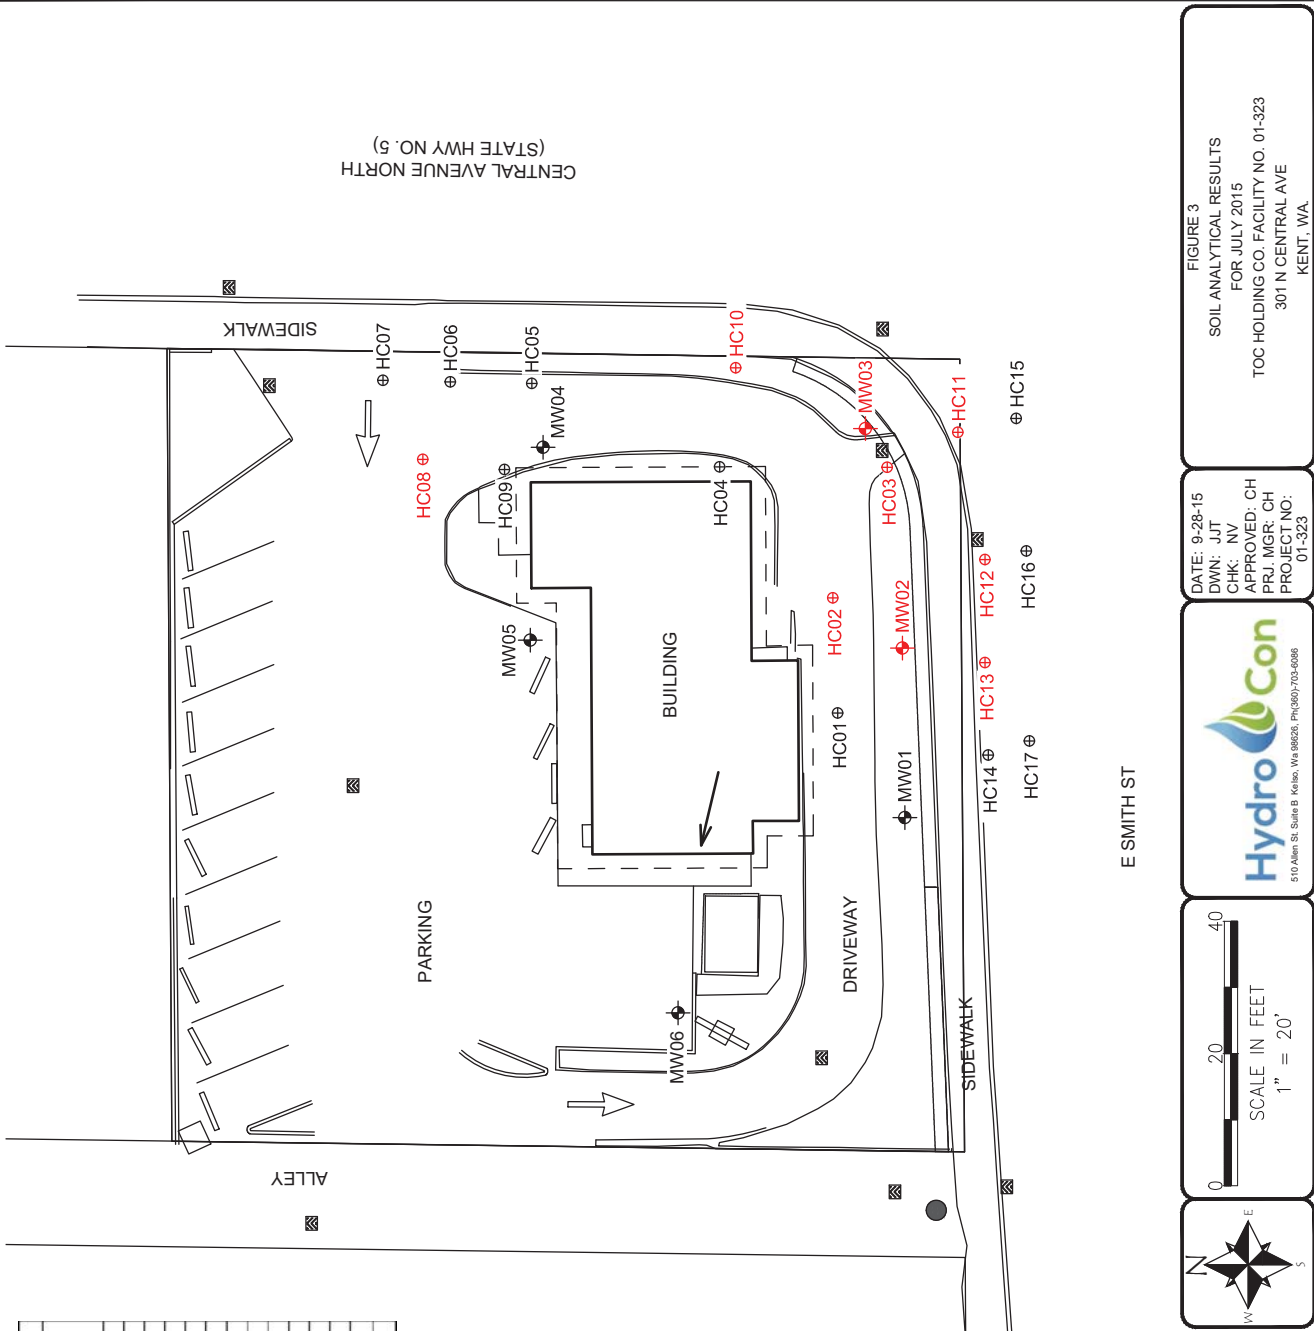 CENTRAL AVENUE NORTH
(STATE HWY NO. 5)
SIDEWALK
HC07
HC06
HC05
HC10
MW04
MW03
HC11
HC15
HC08
HC09
HC04
HC03
HC12
HC16
MW05
HC02
MW02
HC13
BUILDING
HC01
MW01
HC14
HC17
E SMITH ST
PARKING
DRIVEWAY
MW06
SIDEWALK
ALLEY
FIGURE 3
SOIL ANALYTICAL RESULTS
FOR JULY 2015
TOC HOLDING CO. FACILITY NO. 01-323
301 N CENTRAL AVE
KENT, WA.
DATE: 9-28-15
DWN: JJT
CHK: NV
APPROVED: CH
PRJ. MGR: CH
PROJECT NO:
01-323
HydroCon
510 Allen St. Suite B Kelso, Wa 98626, Ph(360)-703-6086
0 20 40
SCALE IN FEET
1" = 20'
N
W E
S